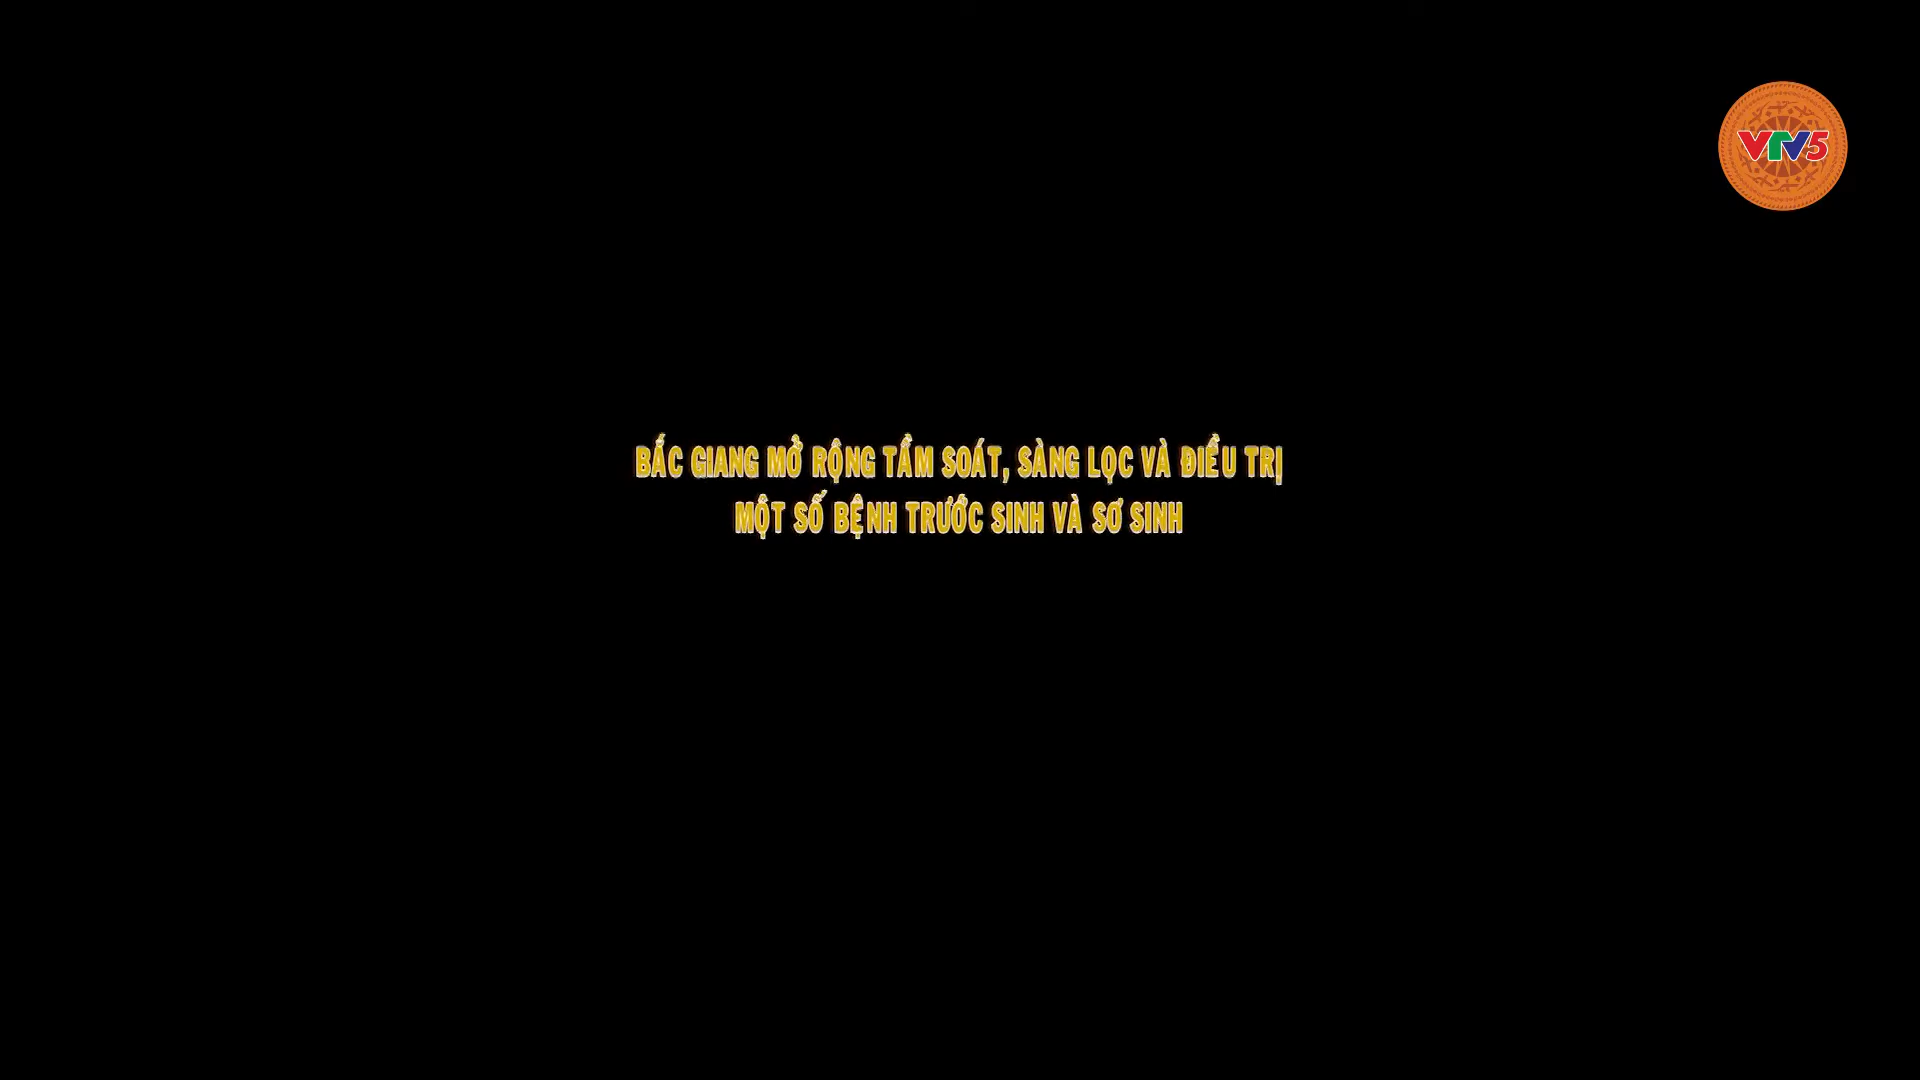 VTV5
BẮC GIANG MỞ RỘNG TẦM SOÁT, SÀNG LỌC VÀ ĐIỀU TRỊ
MỘT SỐ BỆNH TRƯỚC SINH VÀ SƠ SINH